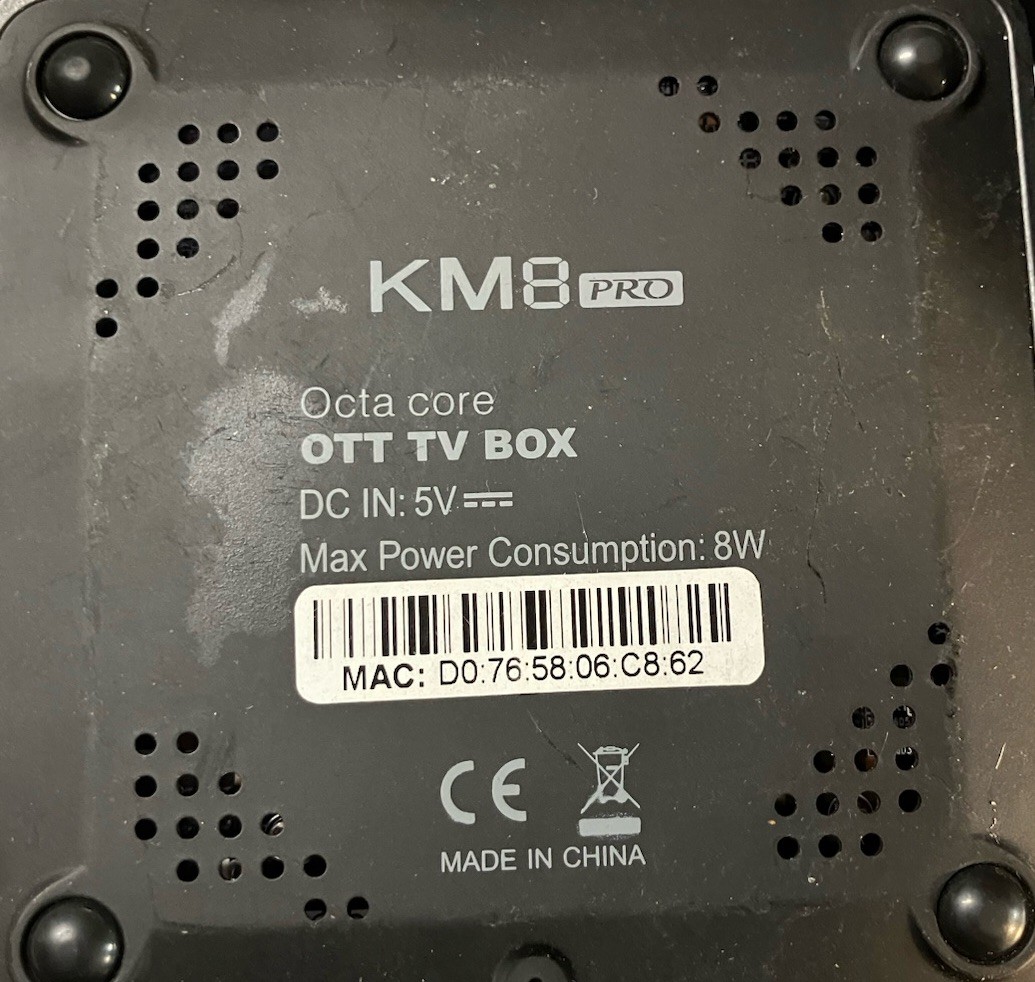 KM8 PRO
Octa core
OTT TV BOX
DC IN: 5V
Max Power Consumption: 8W
MAC: D0:76:58:06:C8:62
CE
MADE IN CHINA